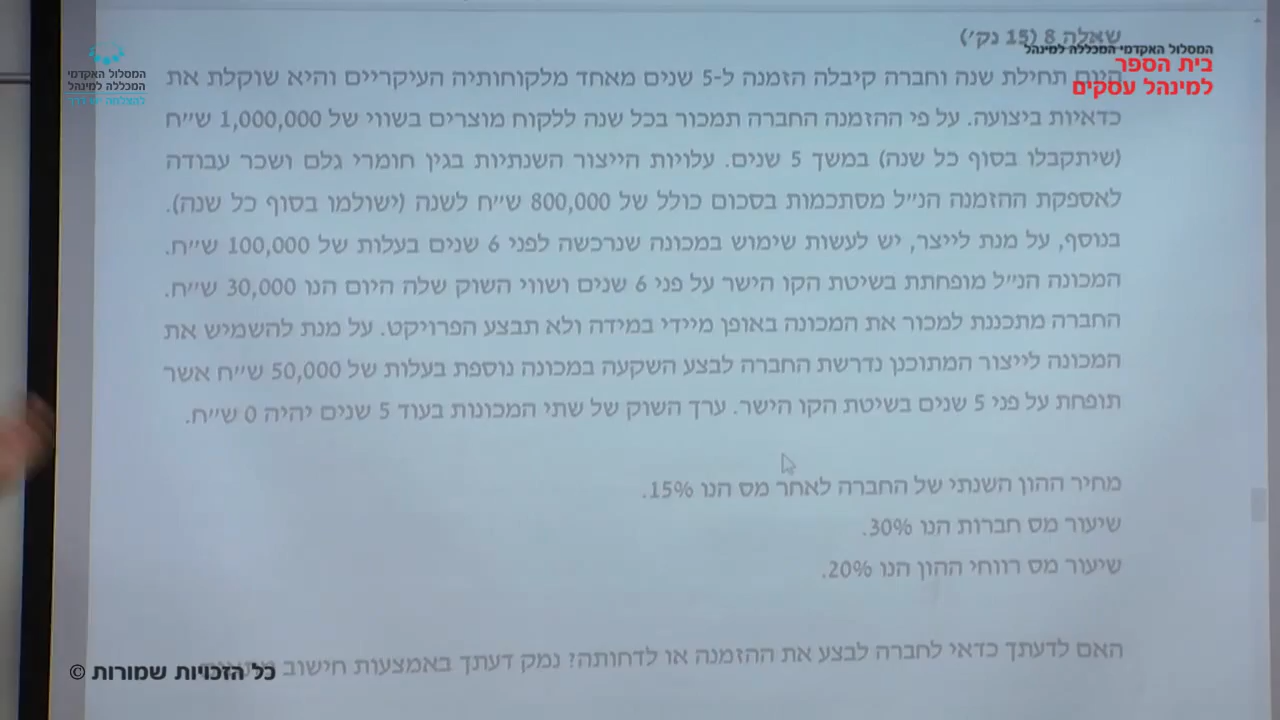 שאלה 8 (15 נק')
המסלול האקדמי המכללה למינהל
בית הספר
למינהל עסקים
המסלול האקדמי
המכללה למינהל
היום תחילת שנה וחברה קיבלה הזמנה ל-5 שנים מאחד מלקוחותיה העיקריים והיא שוקלת את
כדאיות ביצועה. על פי ההזמנה החברה תמכור בכל שנה ללקוח מוצרים בשווי של 1,000,000 ש״ח
(שיתקבלו בסוף כל שנה) במשך 5 שנים. עלויות הייצור השנתיות בגין חומרי גלם ושכר עבודה
לאספקת ההזמנה הנ״ל מסתכמות בסכום כולל של 800,000 ש״ח לשנה (ישולמו בסוף כל שנה).
בנוסף, על מנת לייצר, יש לעשות שימוש במכונה שנרכשה לפני 6 שנים בעלות של 100,000 ש״ח.
המכונה הנ״ל מופחתת בשיטת הקו הישר על פני 6 שנים ושווי השוק שלה היום הנו 30,000 ש״ח.
החברה מתכננת למכור את המכונה באופן מיידי במידה ולא תבצע הפרויקט. על מנת להשמיש את
המכונה לייצור המתוכנן נדרשת החברה לבצע השקעה במכונה נוספת בעלות של 50,000 ש״ח אשר
תופחת על פני 5 שנים בשיטת הקו הישר. ערך השוק של שתי המכונות בעוד 5 שנים יהיה 0 ש״ח.
מחיר ההון השנתי של החברה לאחר מס הנו 15%.
שיעור מס חברות הנו 30%.
שיעור מס רווחי ההון הנו 20%.
האם לדעתך כדאי לחברה לבצע את ההזמנה או לדחותה? נמק דעתך באמצעות חישוב
כל הזכויות שמורות ©